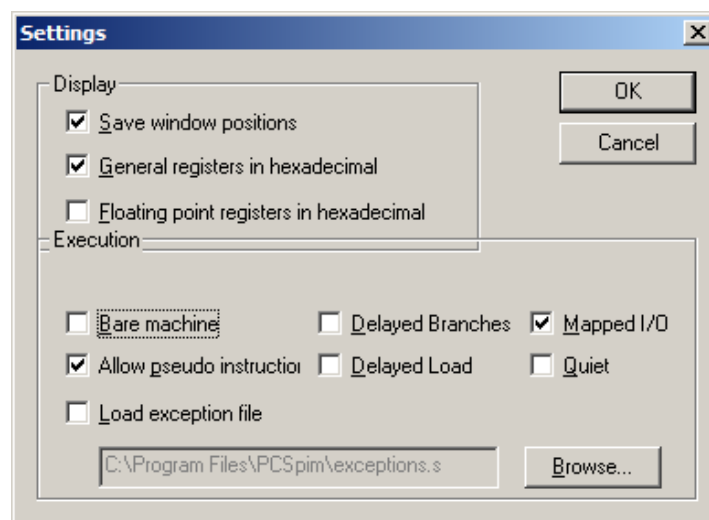 Settings
Display
OK
Save window positions
Cancel
General registers in hexadecimal
Floating point registers in hexadecimal
Execution
Bare machine Delayed Branches Mapped I/O
Allow pseudo instruction Delayed Load Quiet
Load exception file
C:\Program Files\PCSpim\exceptions.s Browse...